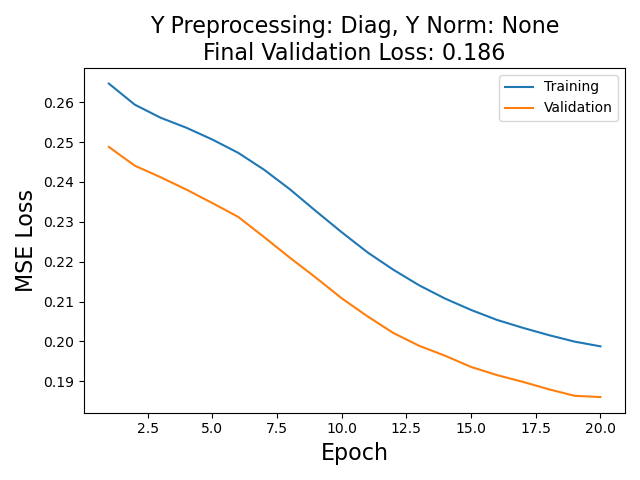 Y Preprocessing: Diag, Y Norm: None
Final Validation Loss: 0.186
Training
Validation
MSE Loss
0.26
0.25
0.24
0.23
0.22
0.21
0.20
0.19
2.5 5.0 7.5 10.0 12.5 15.0 17.5 20.0
Epoch